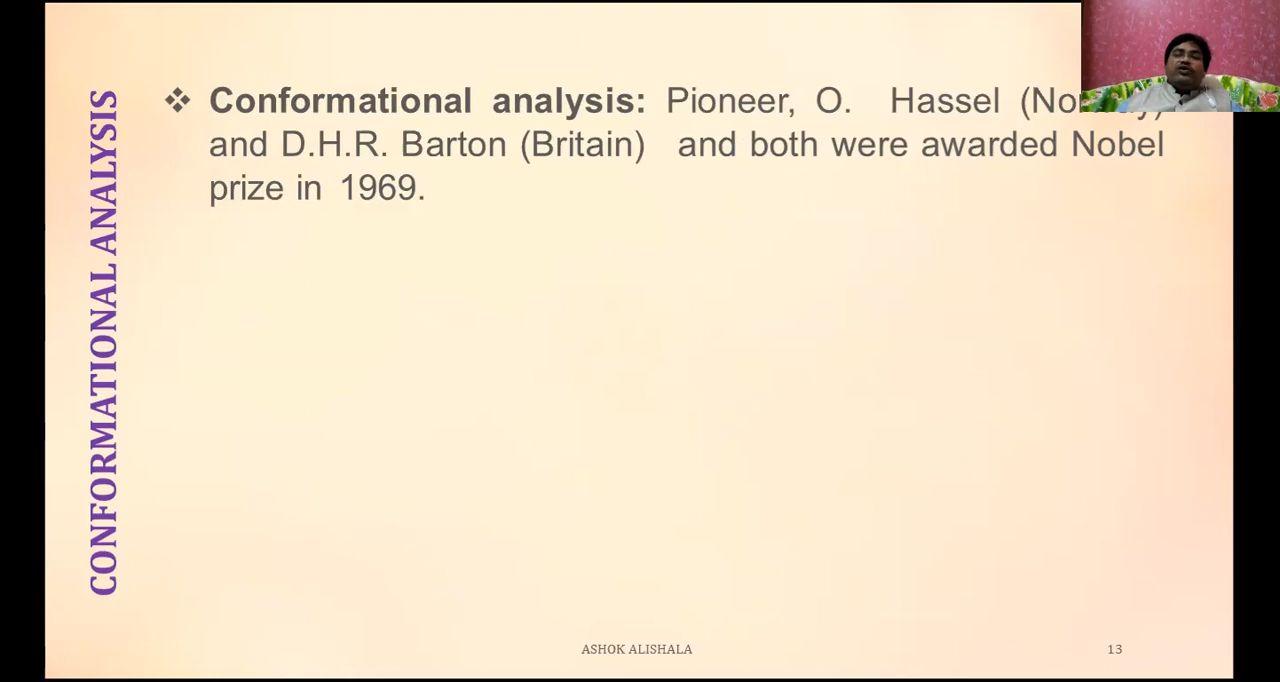 CONFORMATIONAL ANALYSIS
❖ Conformational analysis: Pioneer, O. Hassel
and D.H.R. Barton (Britain) and both were awarded Nobel
prize in 1969.
ASHOK ALISHALA 13